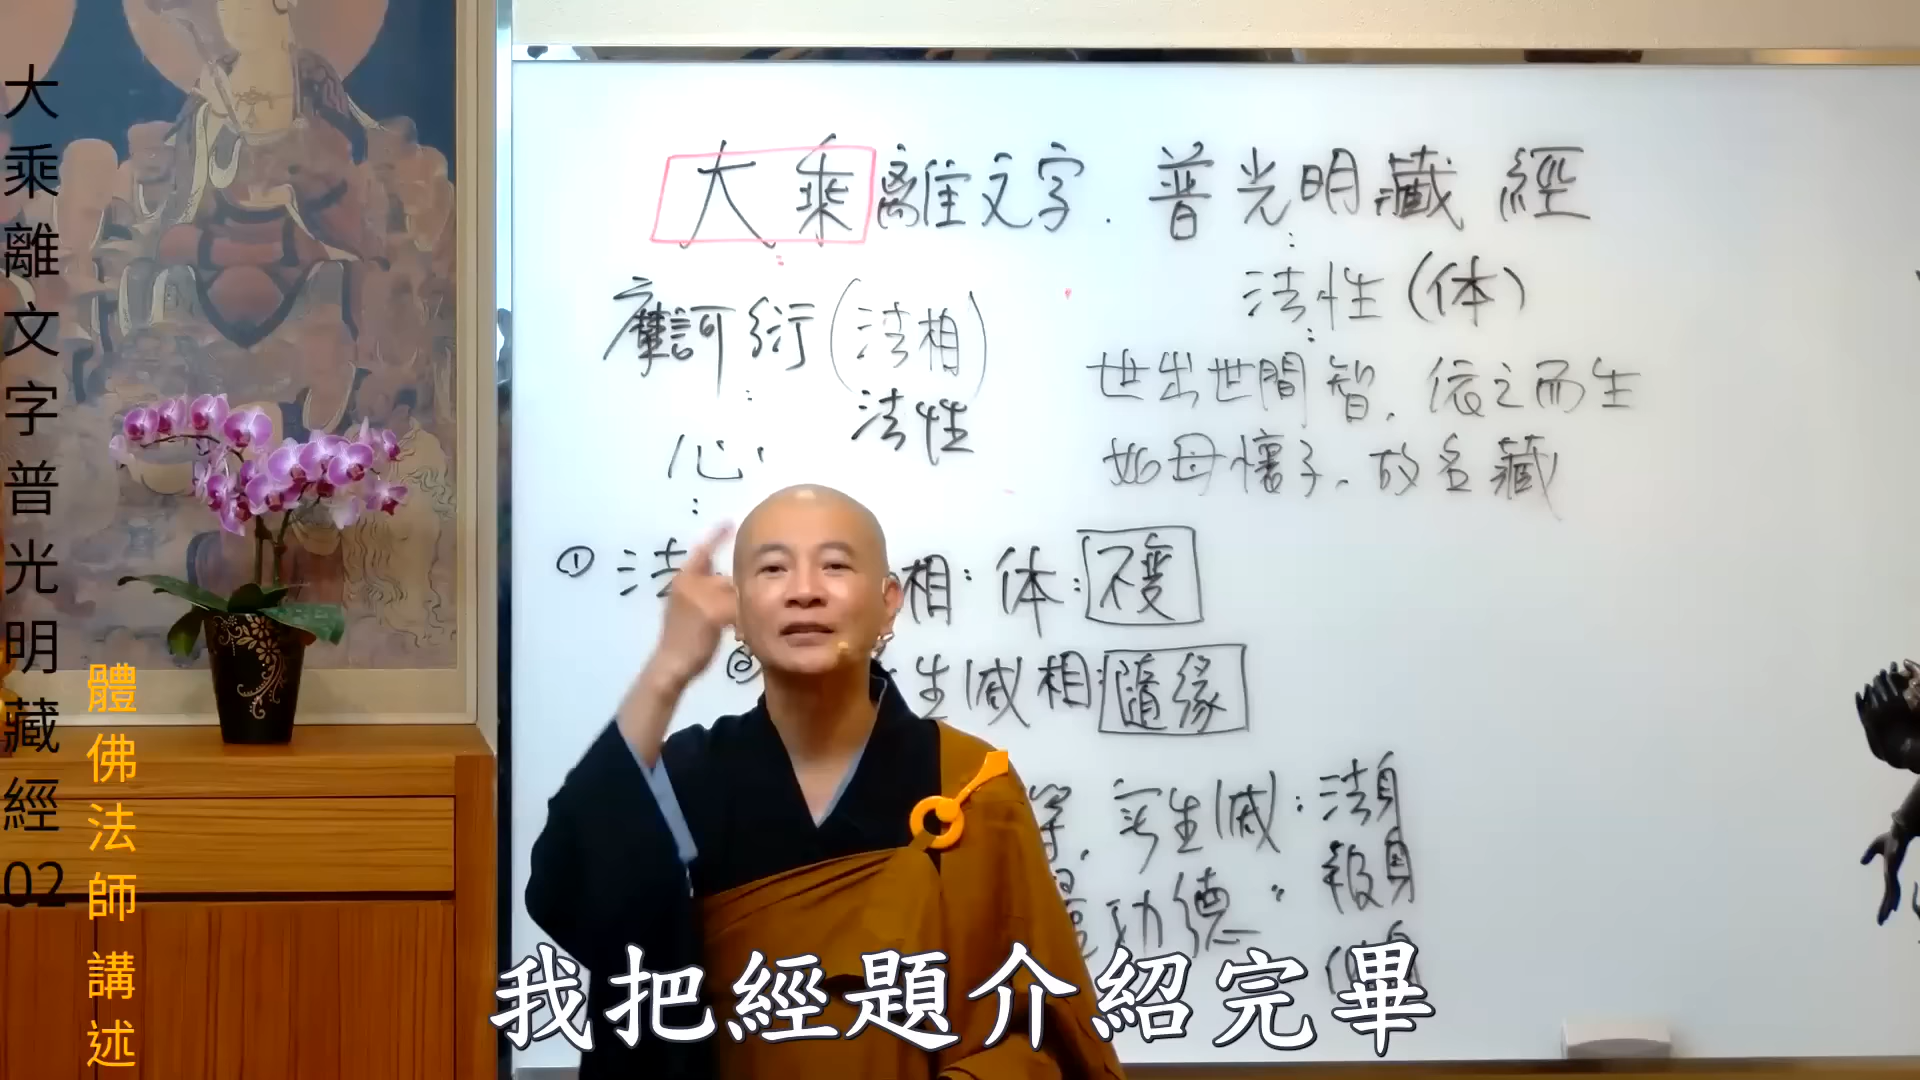 大乘離文字普光明藏經02
體佛法師 講述
大乘離文字.普光明藏經
摩訶衍(法相)
法性
心
法性(体)
世出世間智.依之而生
如母懷子.故名藏
① 法 相:体:不变
② 生滅相:隨緣
等.无生滅:法身
功德 報身
我把經題介紹完畢